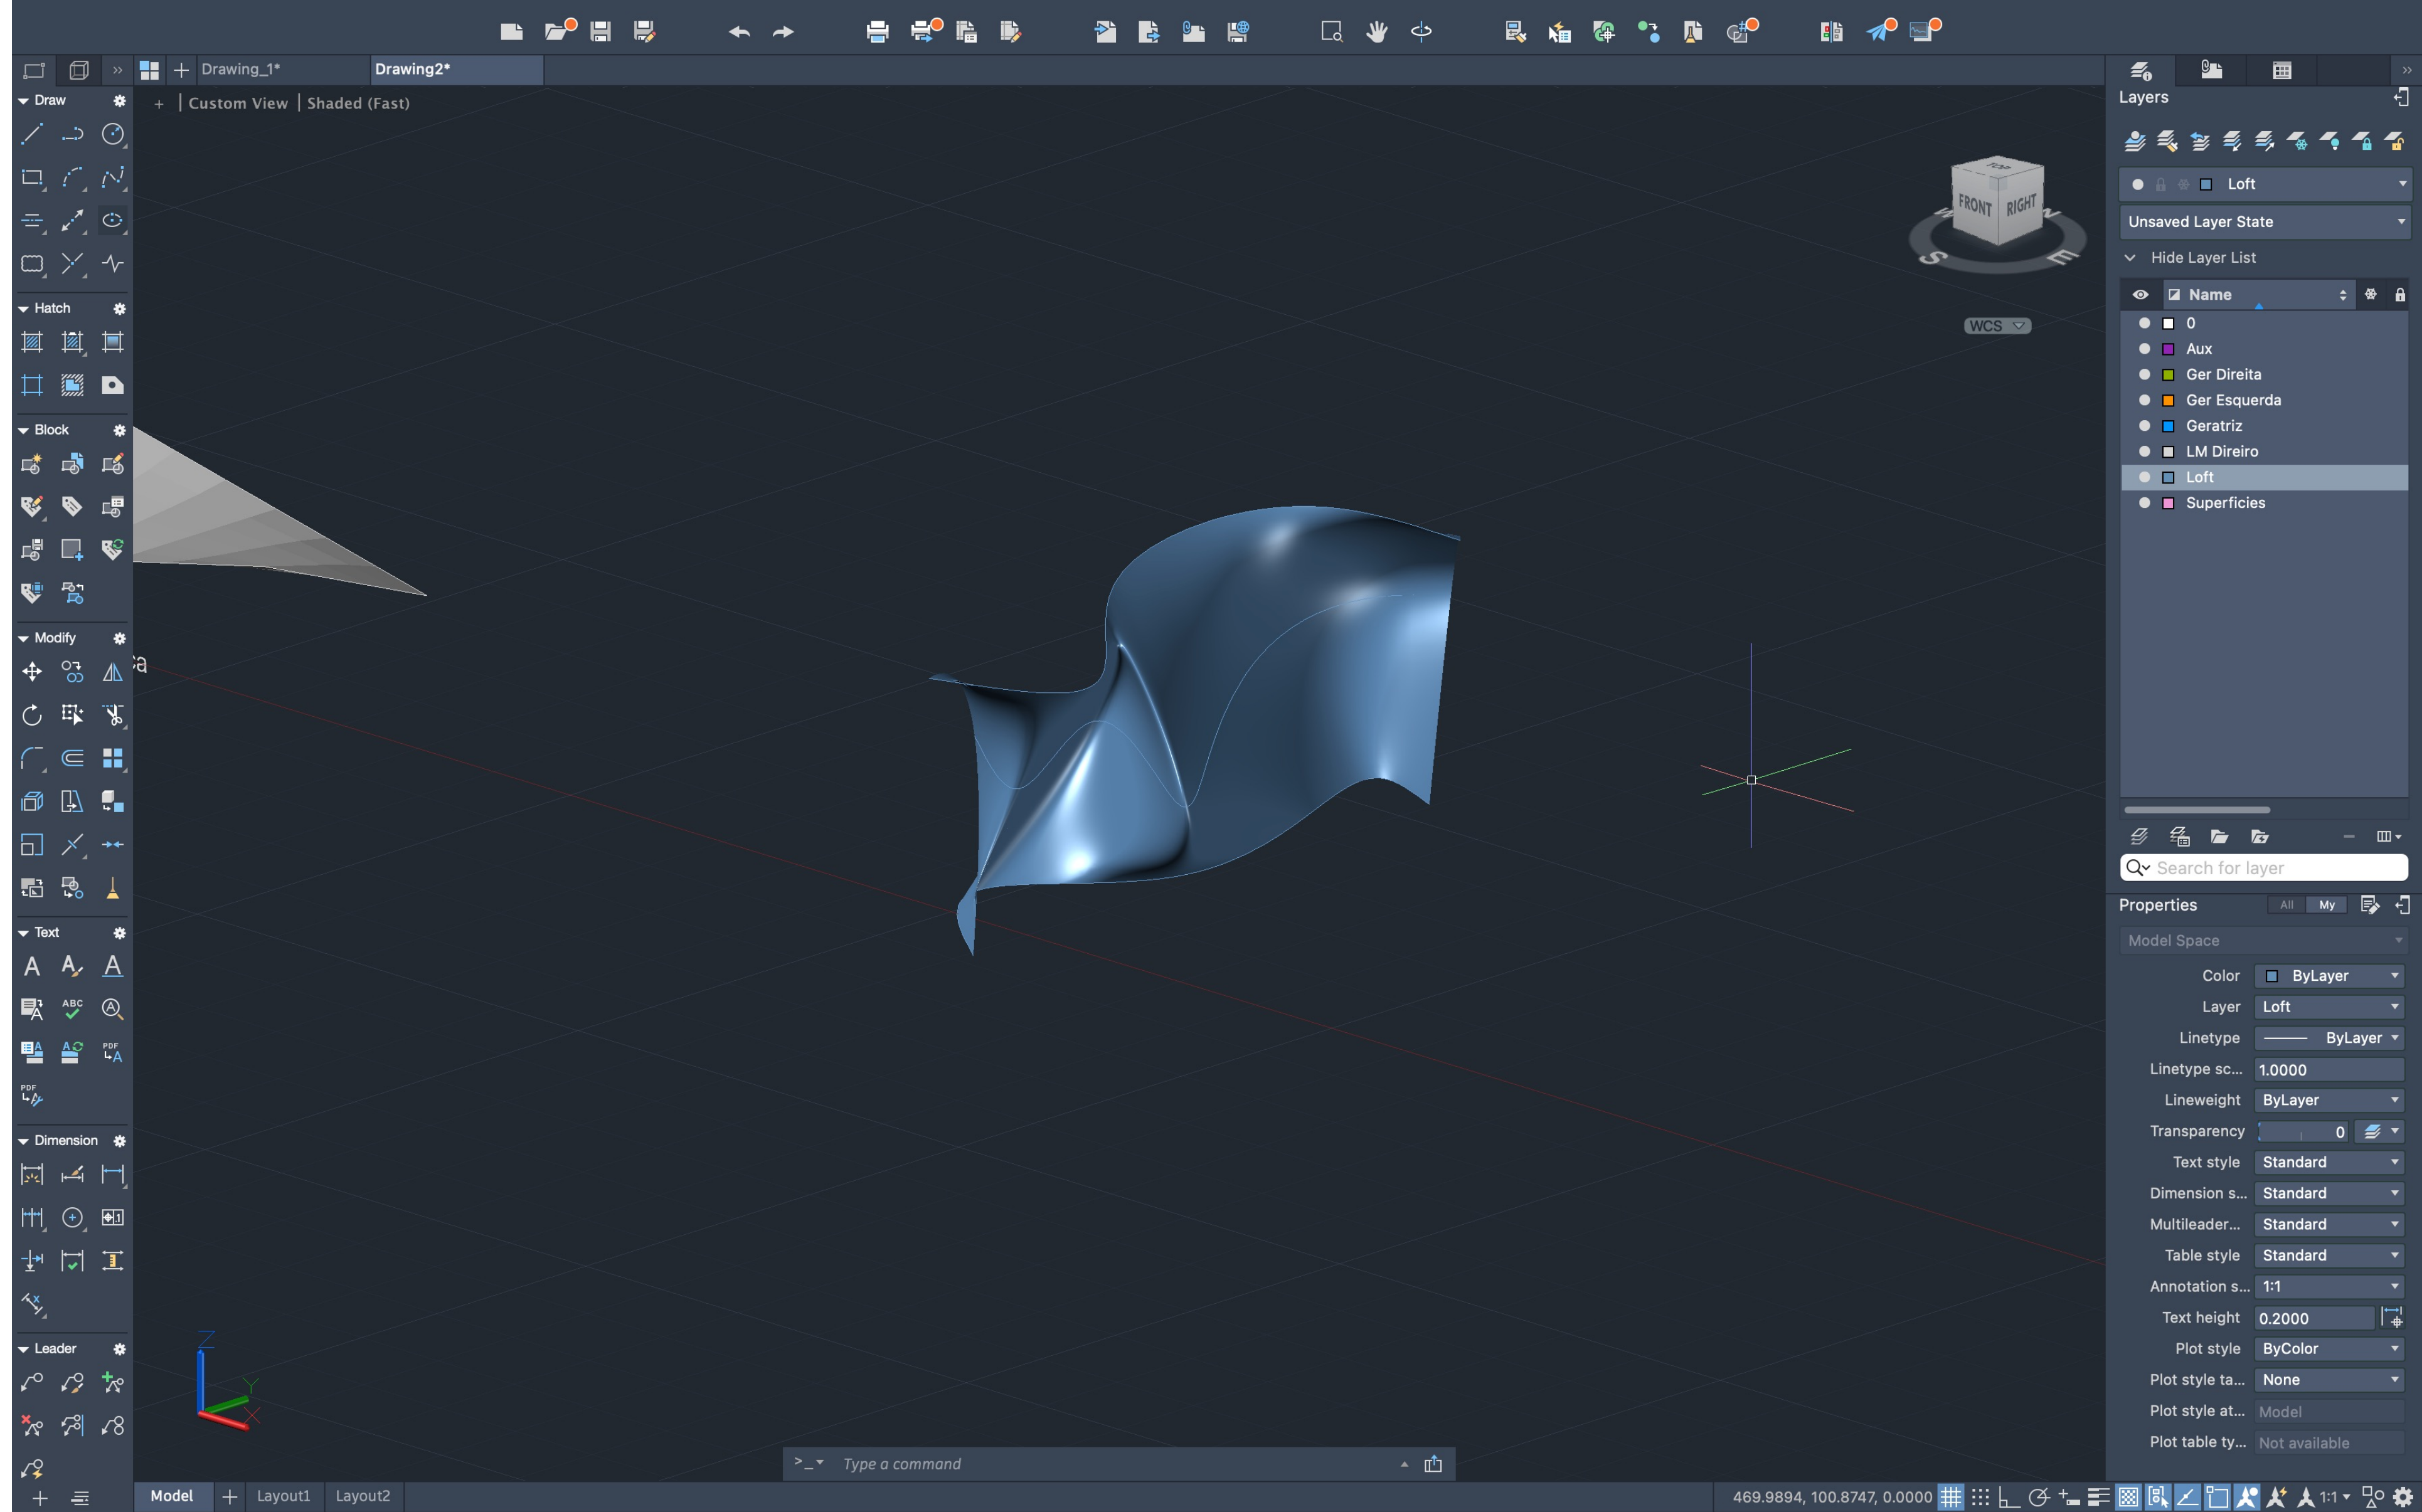 Drawing_1*
Drawing2*
+ | Custom View | Shaded (Fast)
Draw
Hatch
Block
Modify
Text
A A A
A ABC A
A A PDF A
PDF
Dimension
Leader
TOP
FRONT RIGHT
S E
WCS
Z
Y
X
>_ Type a command
Model + Layout1 Layout2
469.9894, 100.8747, 0.0000
1:1
Layers
Loft
Unsaved Layer State
Hide Layer List
Name
0
Aux
Ger Direita
Ger Esquerda
Geratriz
LM Direiro
Loft
Superficies
Search for layer
Properties All My
Model Space
Color ByLayer
Layer Loft
Linetype ByLayer
Linetype sc... 1.0000
Lineweight ByLayer
Transparency 0
Text style Standard
Dimension s... Standard
Multileader... Standard
Table style Standard
Annotation s... 1:1
Text height 0.2000
Plot style ByColor
Plot style ta... None
Plot style at... Model
Plot table ty... Not available